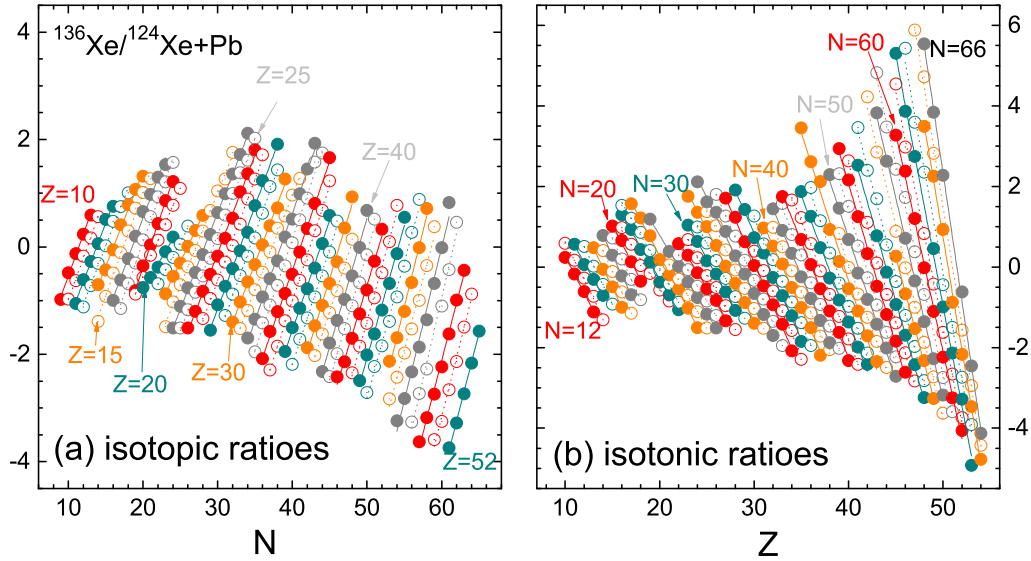 4
2
0
-2
-4
136Xe/124Xe+Pb
Z=25
Z=40
Z=10
Z=15
Z=20
Z=30
Z=52
(a) isotopic ratioes
10 20 30 40 50 60
N
6
4
2
0
-2
-4
N=60
N=66
N=50
N=40
N=30
N=20
N=12
(b) isotonic ratioes
10 20 30 40 50
Z